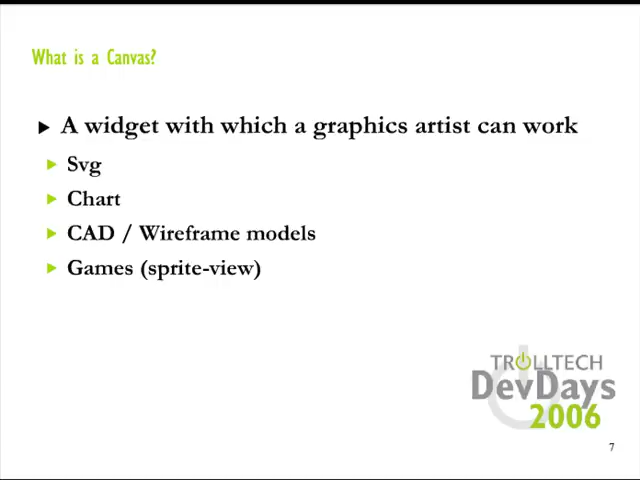 What is a Canvas?
A widget with which a graphics artist can work
Svg
Chart
CAD / Wireframe models
Games (sprite-view)
TROLLTECH
DevDays
2006
7